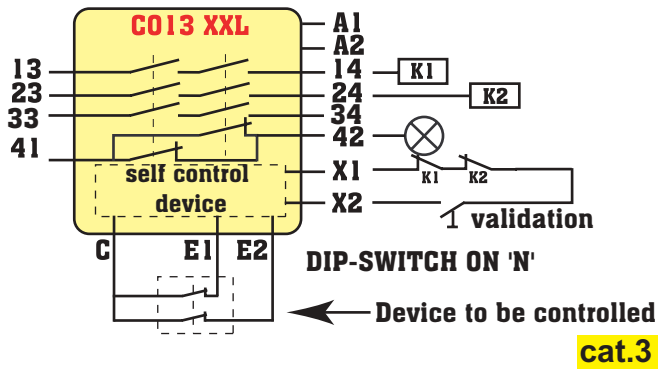 C013 XXL
A1
A2
13 14 K1
23 24 K2
33 34
41 42
self control
device
X1 K1 K2
X2 validation
C E1 E2
DIP-SWITCH ON 'N'
Device to be controlled
cat.3